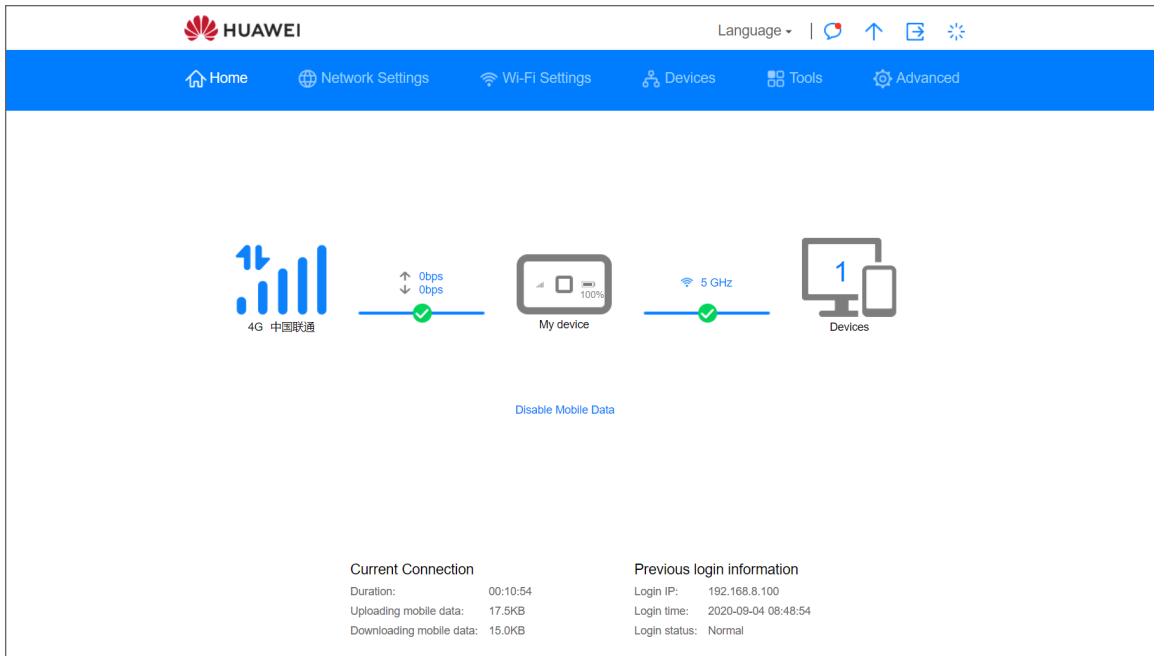 HUAWEI
Language
Home
Network Settings
Wi-Fi Settings
Devices
Tools
Advanced
0bps
0bps
4G 中国联通
100%
My device
5 GHz
1
Devices
Disable Mobile Data
Current Connection
Duration: 00:10:54
Uploading mobile data: 17.5KB
Downloading mobile data: 15.0KB
Previous login information
Login IP: 192.168.8.100
Login time: 2020-09-04 08:48:54
Login status: Normal